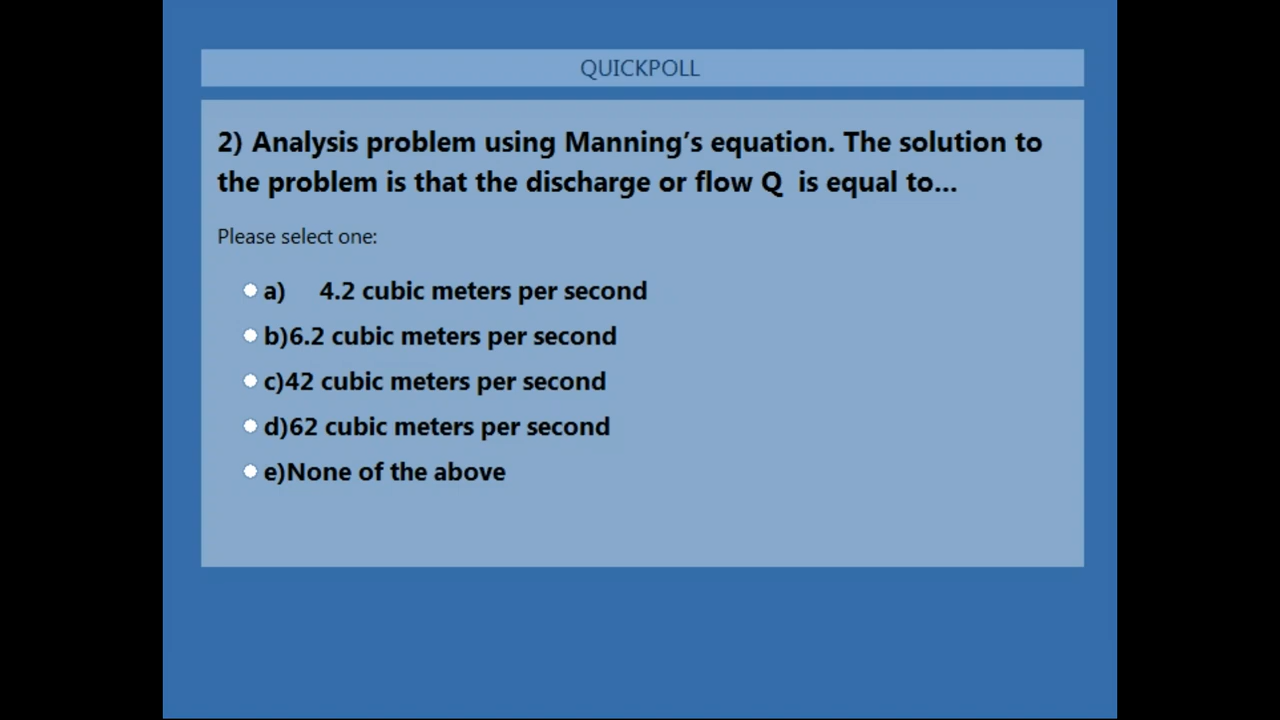 QUICKPOLL
2) Analysis problem using Manning’s equation. The solution to
the problem is that the discharge or flow Q is equal to...
Please select one:
a) 4.2 cubic meters per second
b)6.2 cubic meters per second
c)42 cubic meters per second
d)62 cubic meters per second
e)None of the above